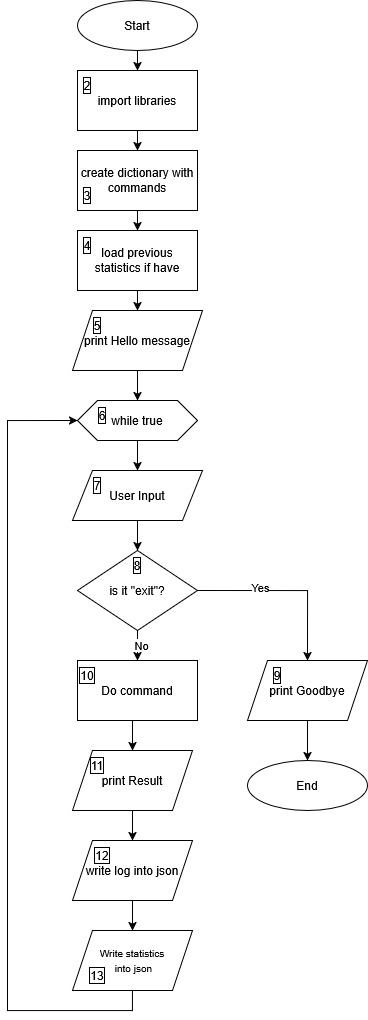 Start
2
import libraries
create dictionary with
commands
3
4
load previous
statistics if have
5
print Hello message
6
while true
7
User Input
8
is it "exit"?
Yes
No
10
Do command
9
print Goodbye
11
print Result
End
12
write log into json
Write statistics
into json
13